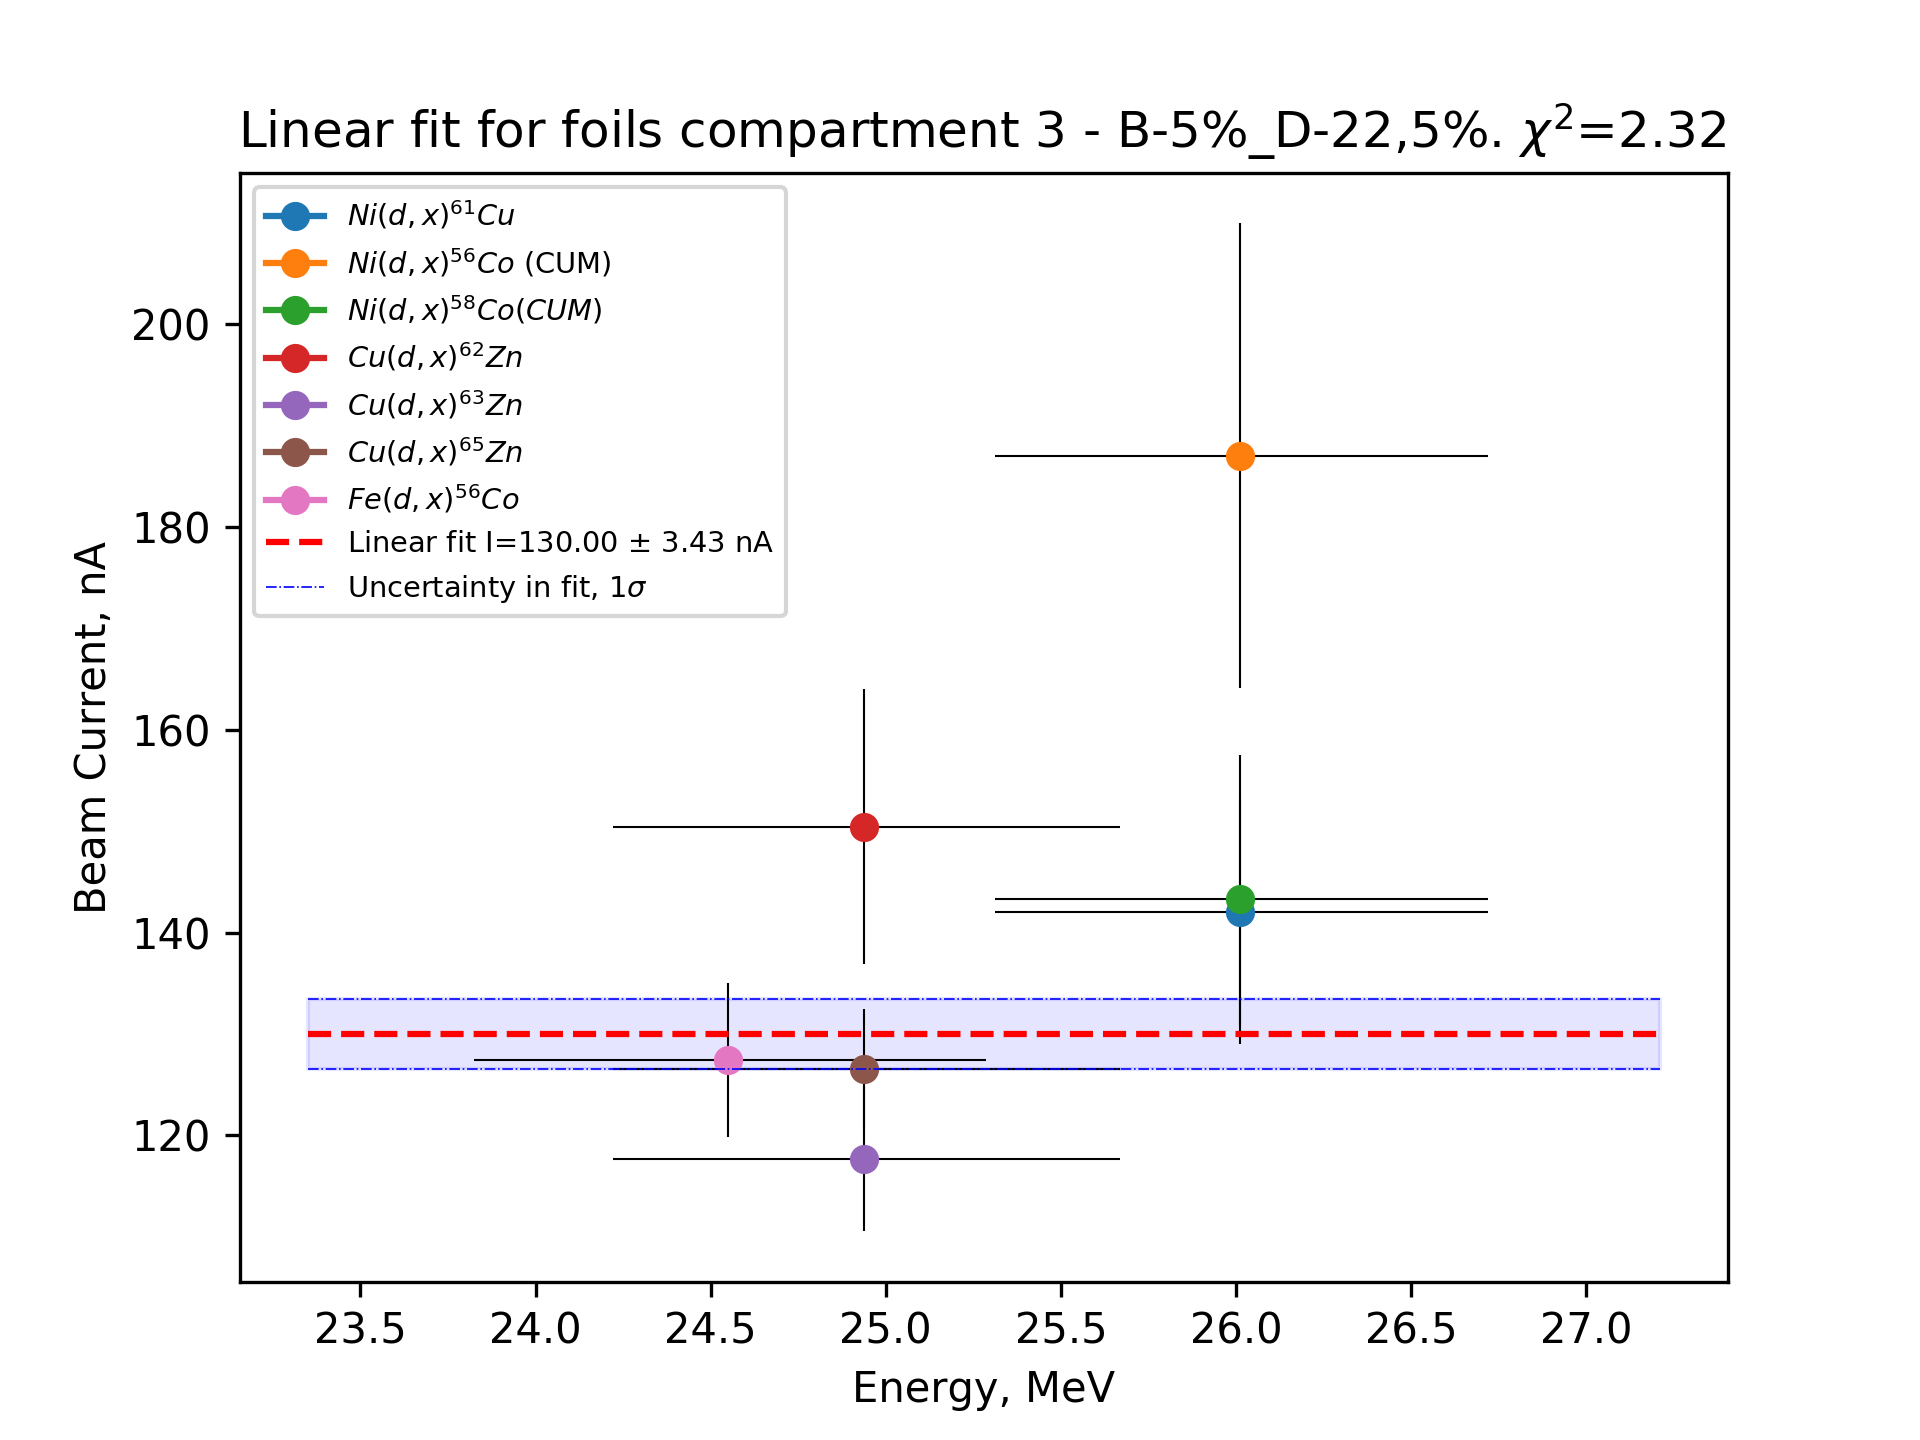 Linear fit for foils compartment 3 - B-5%_D-22,5%. χ²=2.32
Ni(d, x)⁶¹Cu
Ni(d, x)⁵⁶Co (CUM)
Ni(d, x)⁵⁸Co(CUM)
Cu(d, x)⁶²Zn
Cu(d, x)⁶³Zn
Cu(d, x)⁶⁵Zn
Fe(d, x)⁵⁶Co
Linear fit I=130.00 ± 3.43 nA
Uncertainty in fit, 1σ
Beam Current, nA
200
180
160
140
120
23.5 24.0 24.5 25.0 25.5 26.0 26.5 27.0
Energy, MeV